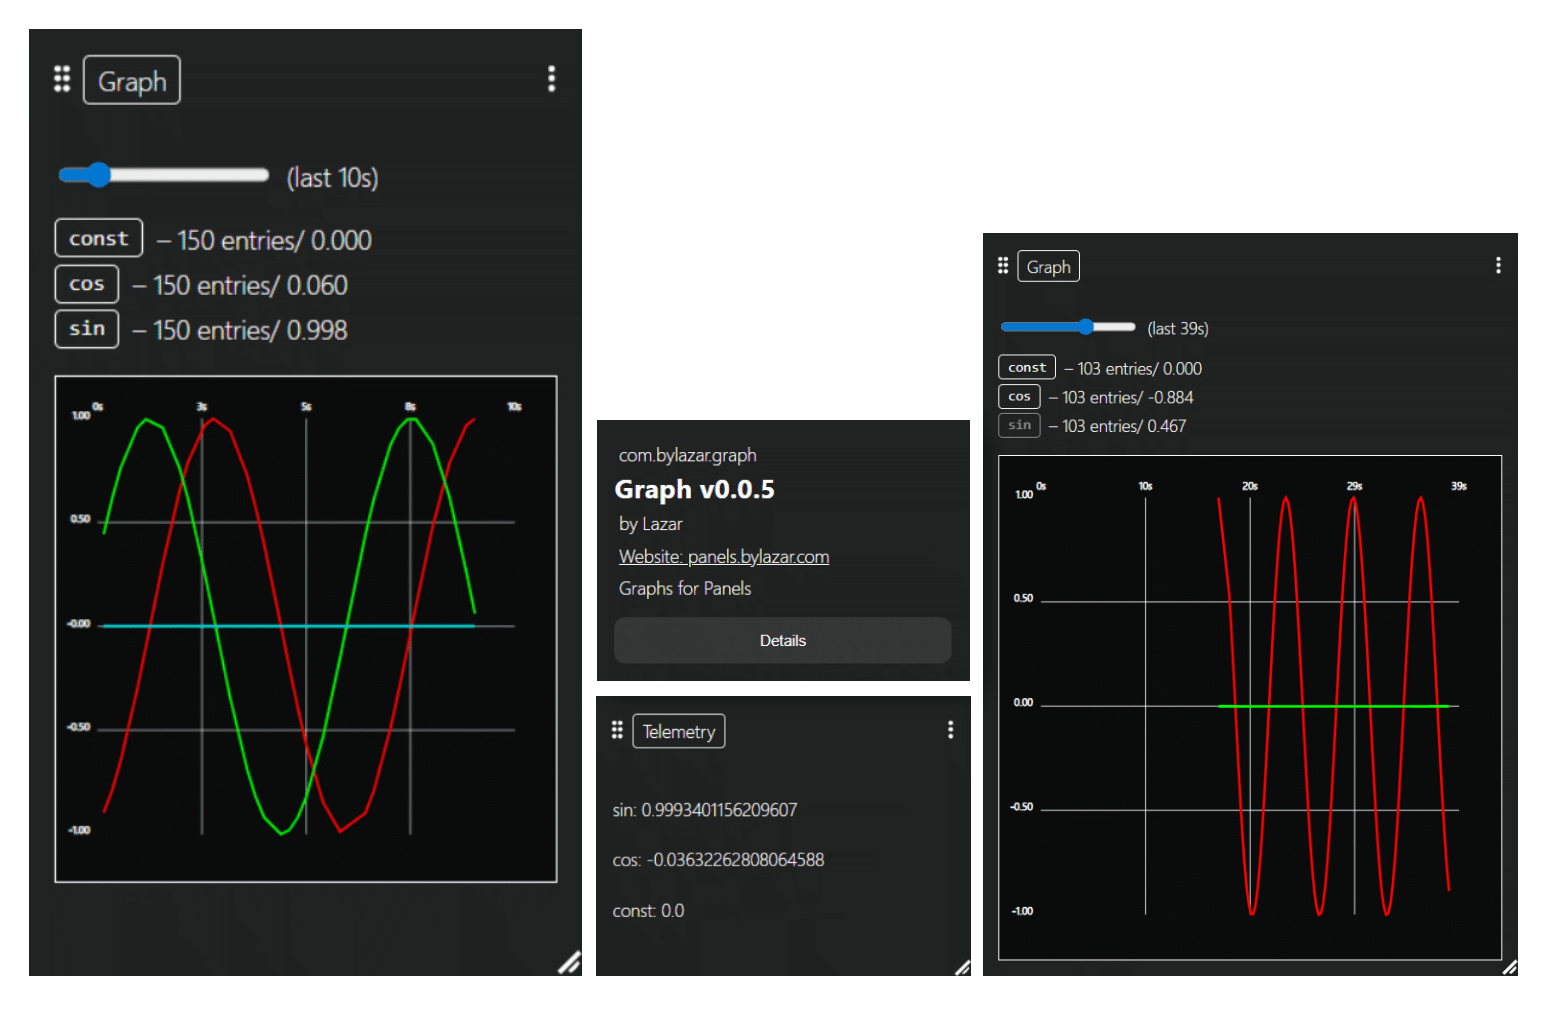 Graph
(last 10s)
const – 150 entries/ 0.000
cos – 150 entries/ 0.060
sin – 150 entries/ 0.998
0s 3s 5s 8s 10s
1.00
0.50
-0.00
-0.50
-1.00
com.bylazar.graph
Graph v0.0.5
by Lazar
Website: panels.bylazar.com
Graphs for Panels
Details
Telemetry
sin: 0.9993401156209607
cos: -0.03632262808064588
const: 0.0
Graph
(last 39s)
const – 103 entries/ 0.000
cos – 103 entries/ -0.884
sin – 103 entries/ 0.467
0s 10s 20s 29s 39s
1.00
0.50
0.00
-0.50
-1.00